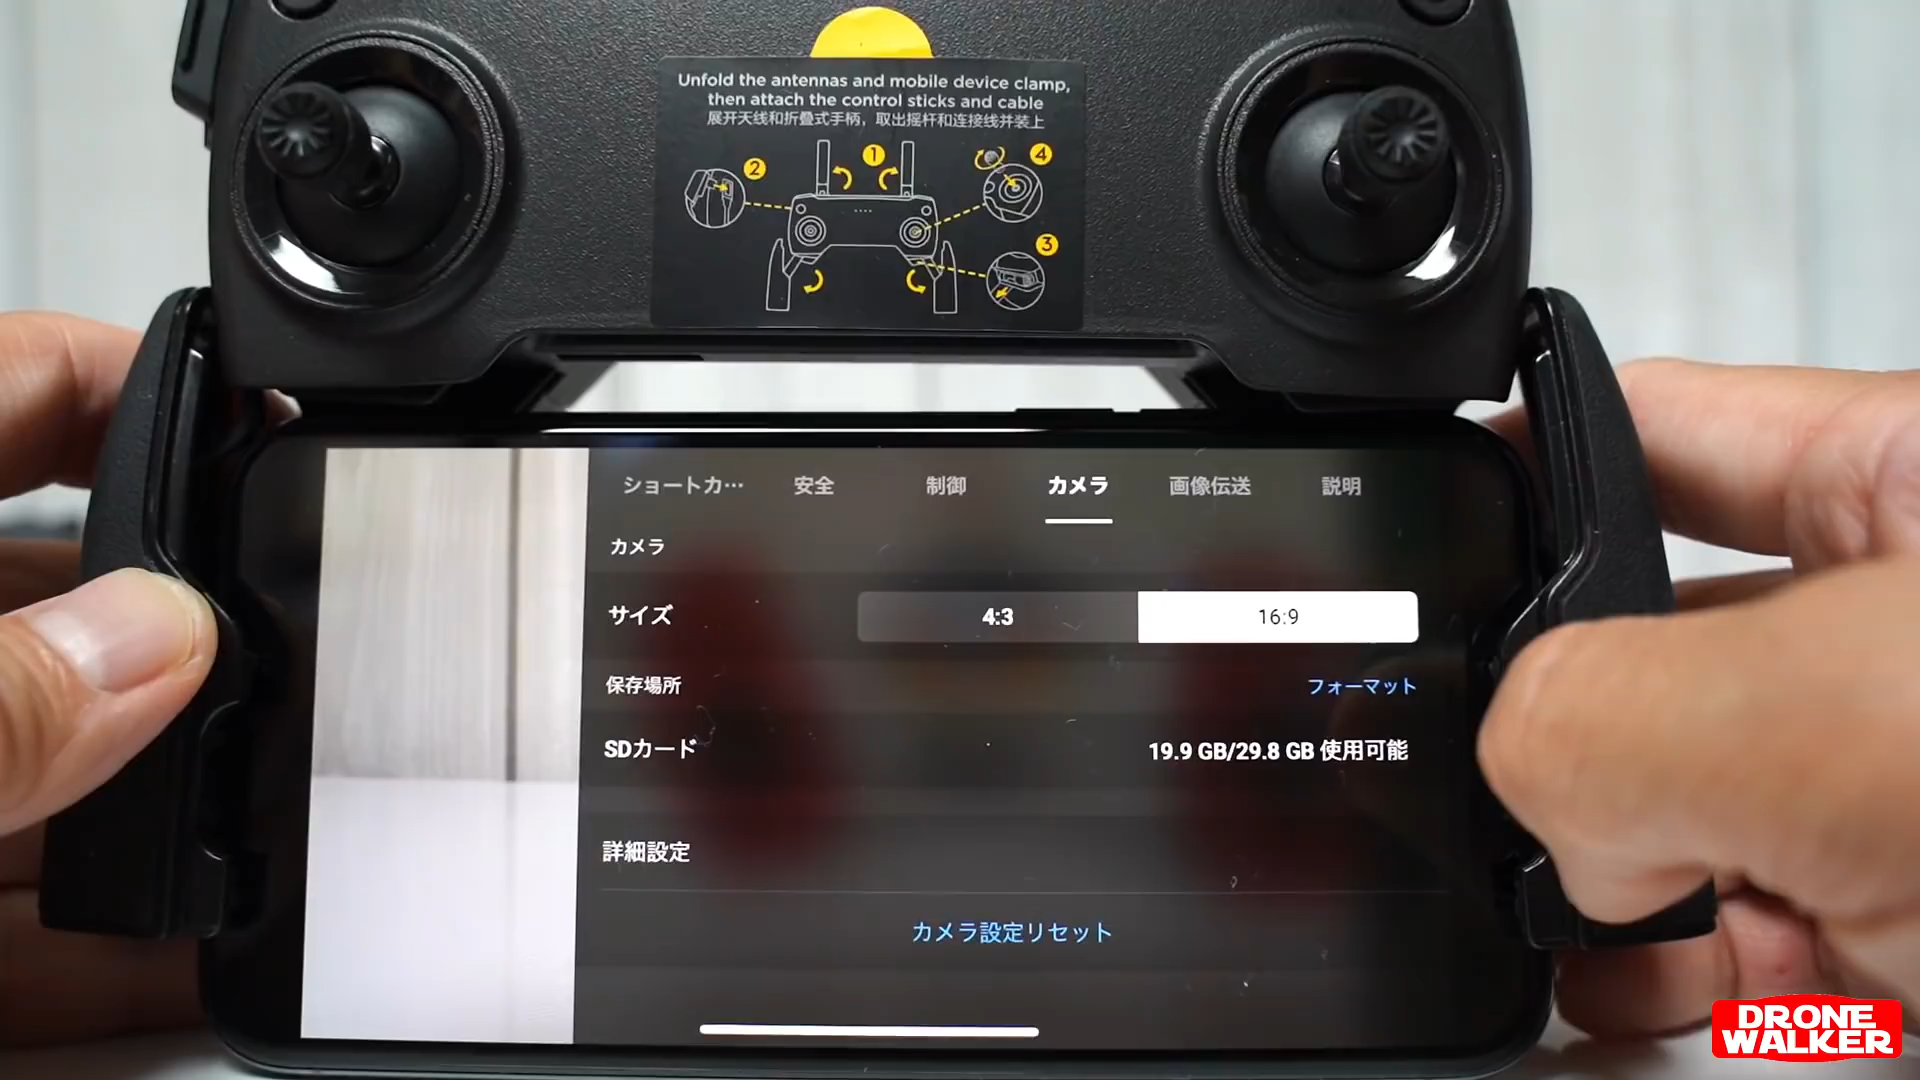 Unfold the antennas and mobile device clamp,
then attach the control sticks and cable
展开天线和折叠式手柄，取出摇杆和连接线并装上
1
2
4
3
ショートカ… 安全 制御 カメラ 画像伝送 説明
カメラ
サイズ 4:3 16:9
保存場所 フォーマット
SDカード 19.9 GB/29.8 GB 使用可能
詳細設定
カメラ設定リセット
DRONE
WALKER